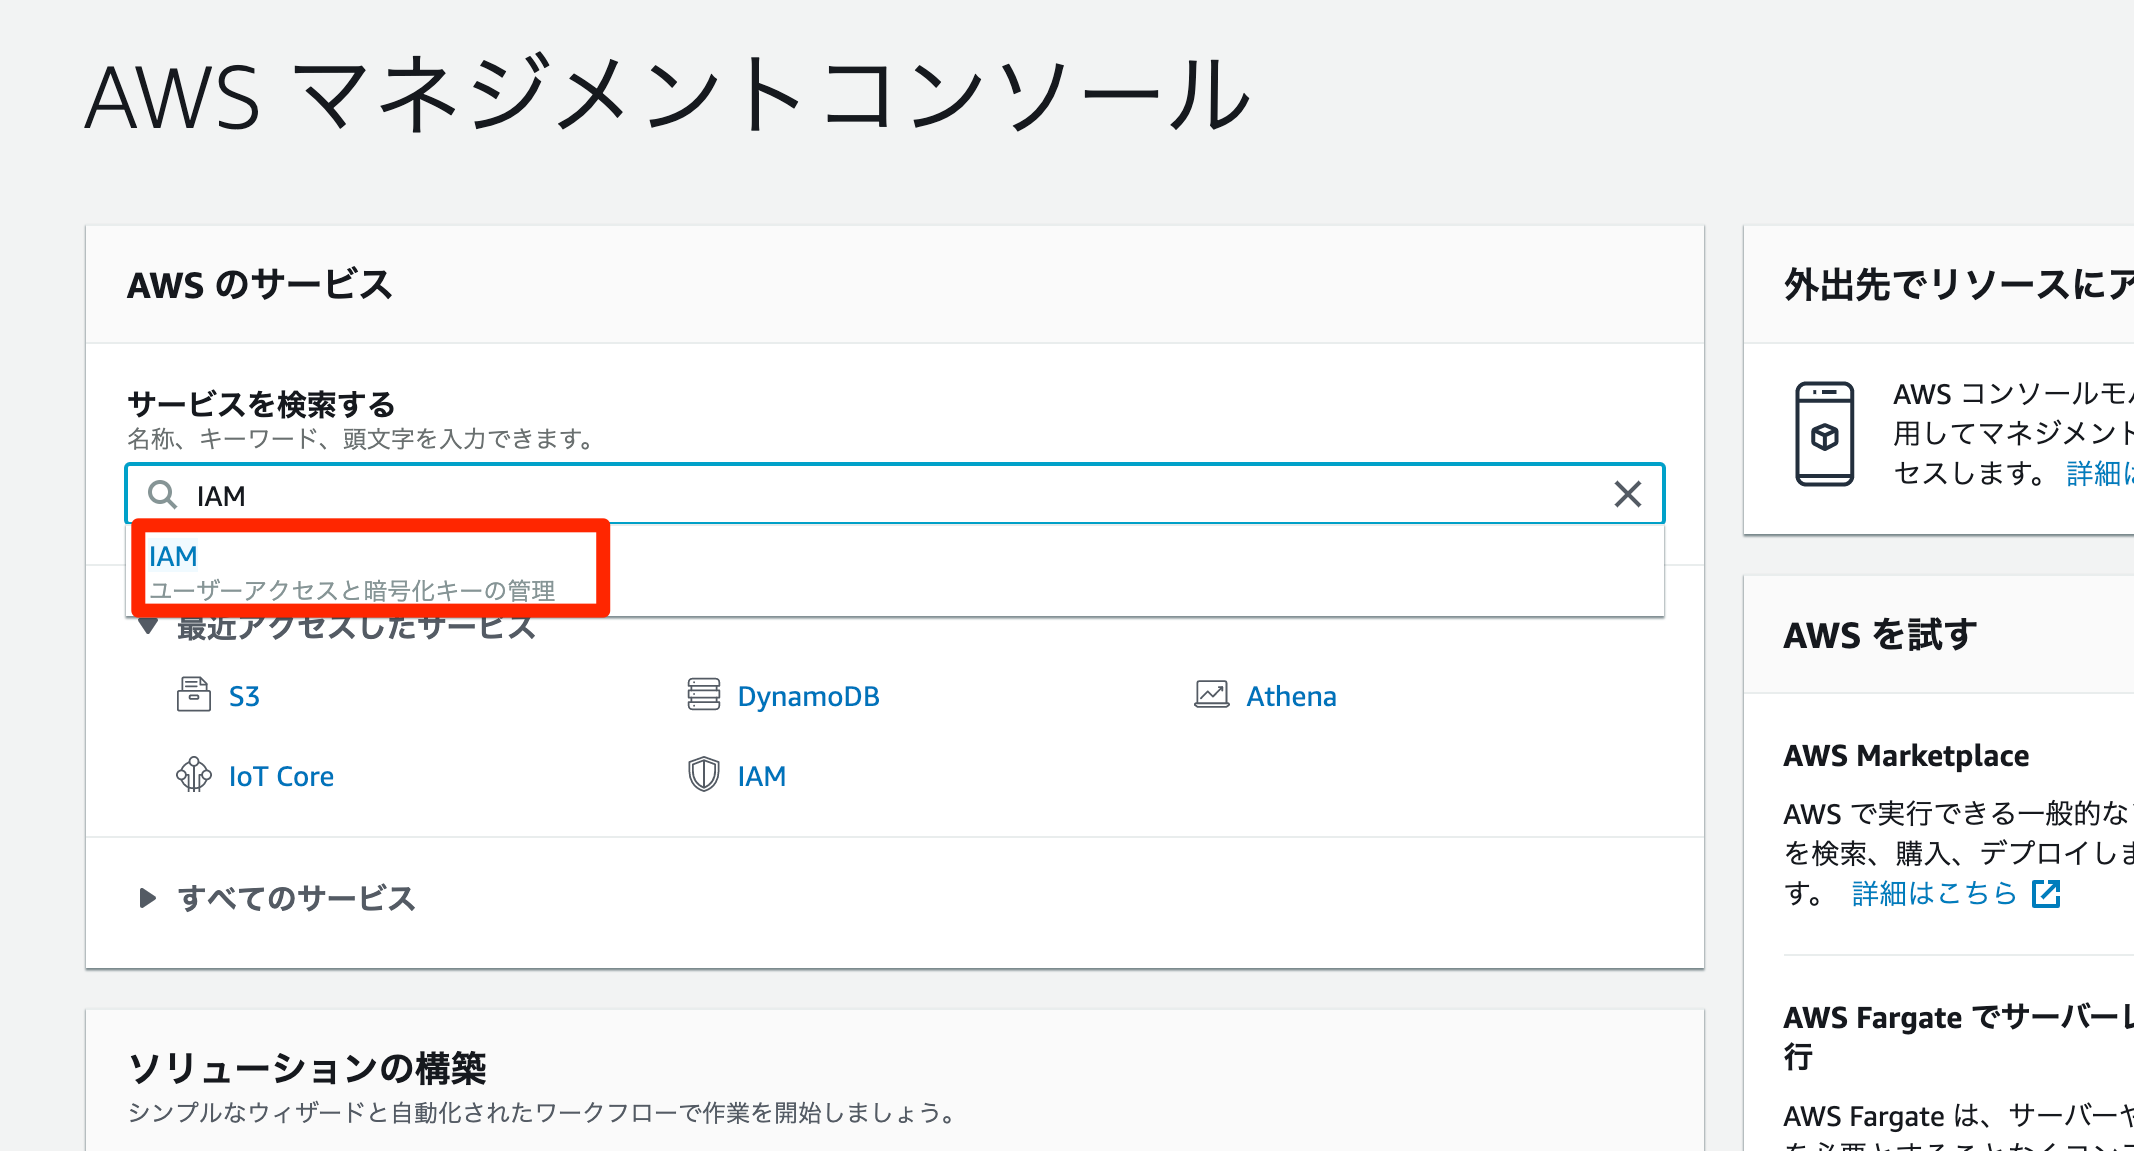 AWS マネジメントコンソール
AWS のサービス
サービスを検索する
名称、キーワード、頭文字を入力できます。
IAM
IAM
ユーザーアクセスと暗号化キーの管理
最近アクセスしたサービス
S3
DynamoDB
Athena
IoT Core
IAM
すべてのサービス
ソリューションの構築
シンプルなウィザードと自動化されたワークフローで作業を開始しましょう。
外出先でリソースにア
AWS コンソールモ
用してマネジメント
セスします。 詳細は
AWS を試す
AWS Marketplace
AWS で実行できる一般的な
を検索、購入、デプロイしま
す。 詳細はこちら
AWS Fargate でサーバーレ
行
AWS Fargate は、サーバーや